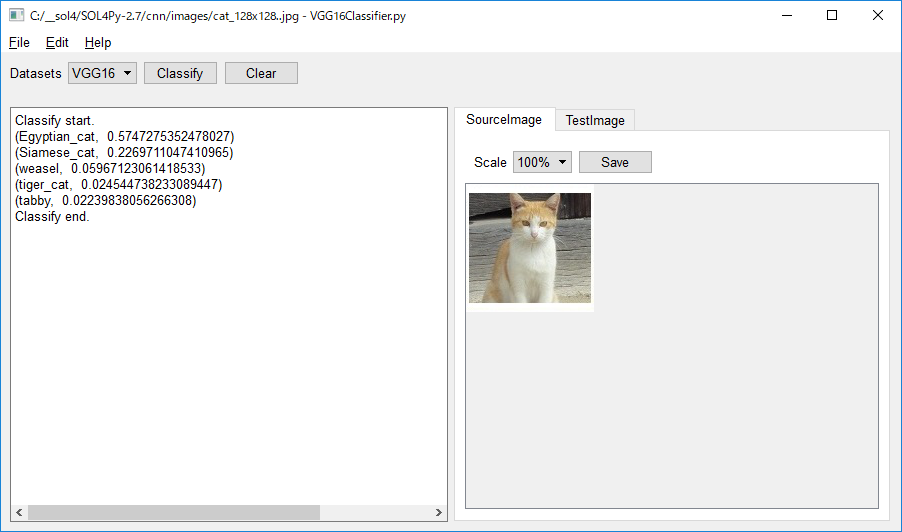 C:/__sol4/SOL4Py-2.7/cnn/images/cat_128x128..jpg - VGG16Classifier.py
File Edit Help
Datasets VGG16 Classify Clear
Classify start.
(Egyptian_cat, 0.5747275352478027)
(Siamese_cat, 0.2269711047410965)
(weasel, 0.05967123061418533)
(tiger_cat, 0.024544738233089447)
(tabby, 0.02239838056266308)
Classify end.
SourceImage TestImage
Scale 100% Save